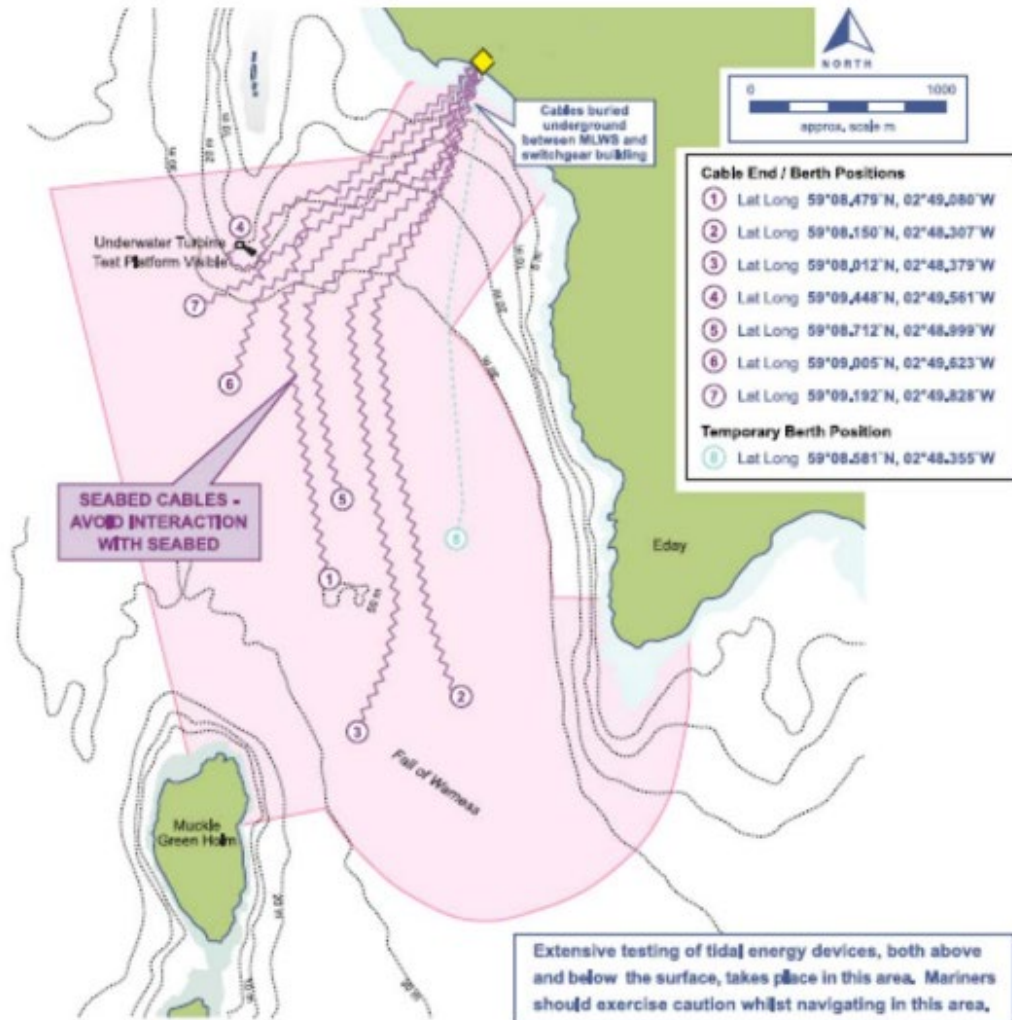 NORTH
0 1000
approx. scale m
Cables buried
underground
between MLWS and
switchgear building
Cable End / Berth Positions
1 Lat Long 59°08.479'N, 02°49.080'W
2 Lat Long 59°08.150'N, 02°48.307'W
3 Lat Long 59°08.012'N, 02°48.379'W
4 Lat Long 59°09.448'N, 02°49.561'W
5 Lat Long 59°08.712'N, 02°48.999'W
6 Lat Long 59°09.005'N, 02°49.623'W
7 Lat Long 59°09.192'N, 02°49.828'W
Temporary Berth Position
8 Lat Long 59°08.581'N, 02°48.355'W
10 m
20 m
4
Underwater Turbine
Test Platform Visible
7
20 m
6
SEABED CABLES -
AVOID INTERACTION
WITH SEABED
5
8
Eday
1
50 m
2
3
Fall of Warness
Muckle
Green Holm
20 m
10 m
Extensive testing of tidal energy devices, both above
and below the surface, takes place in this area. Mariners
should exercise caution whilst navigating in this area.